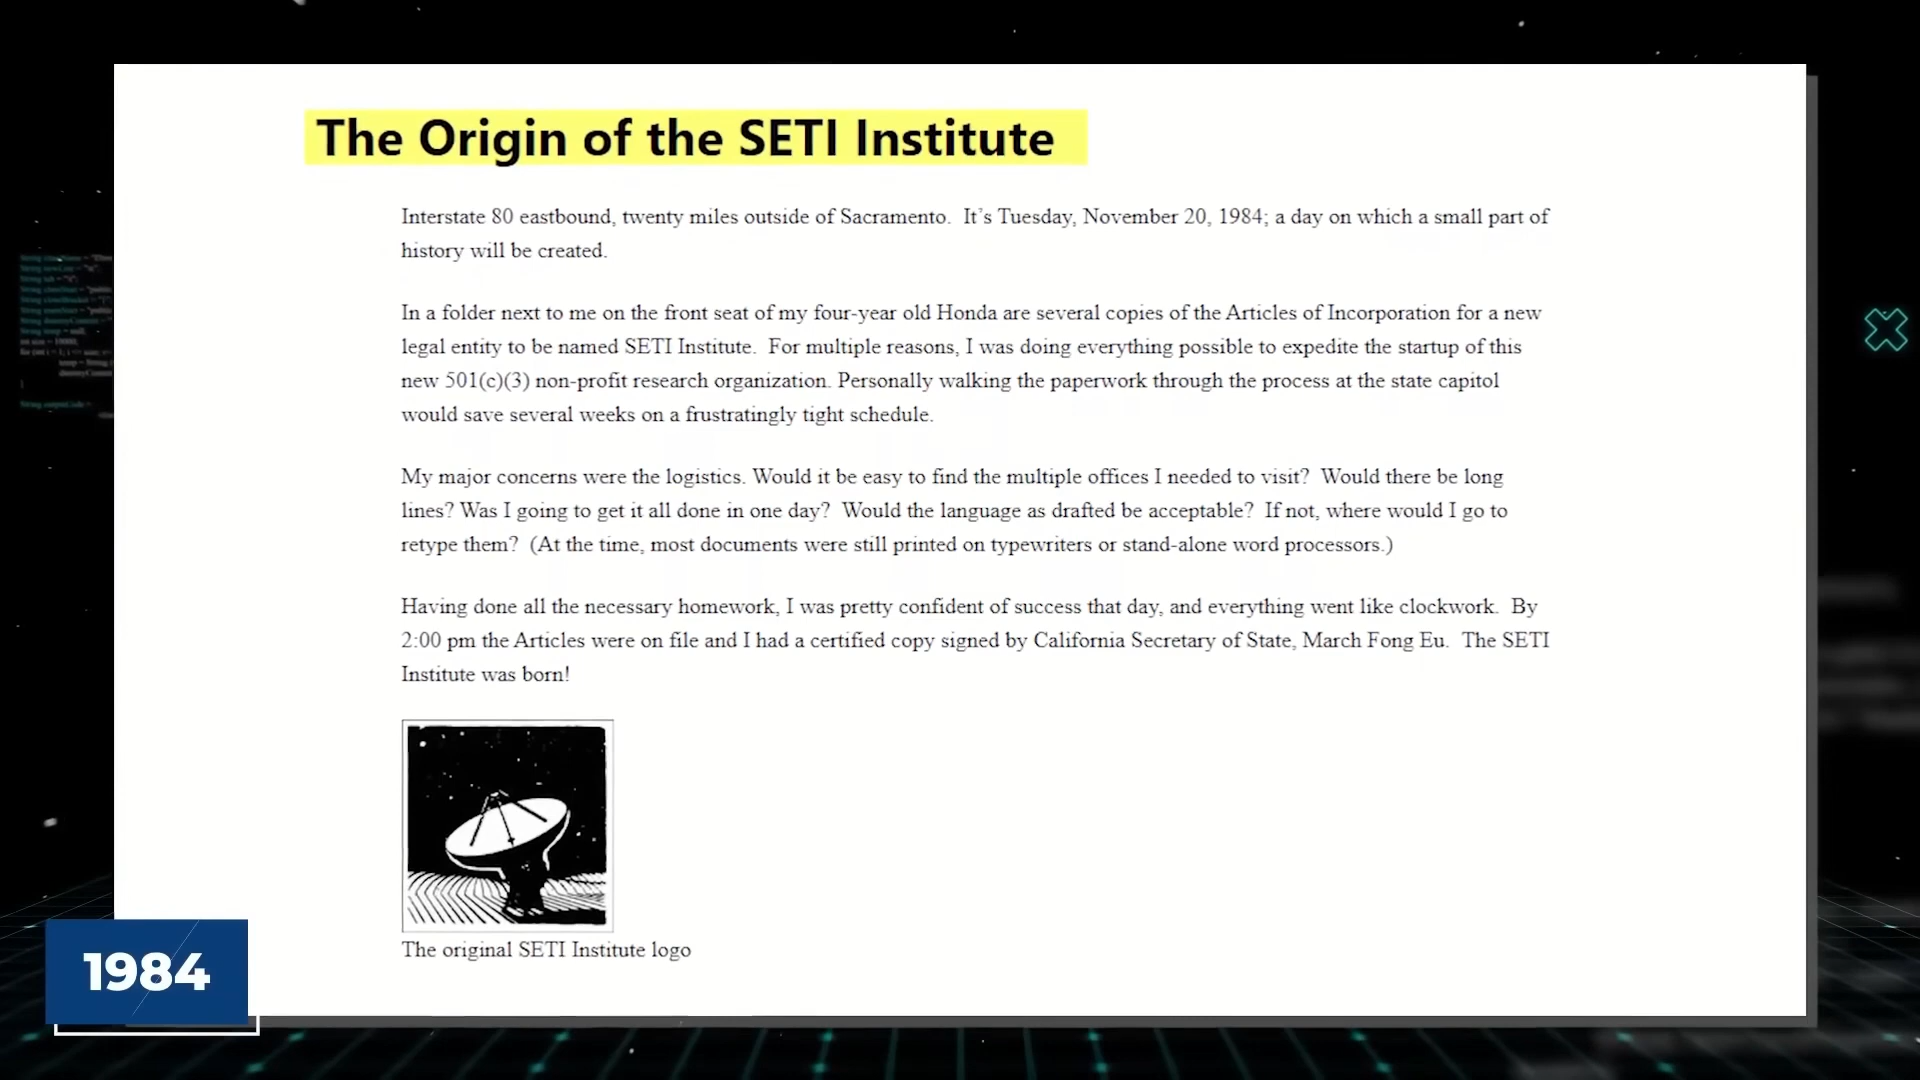 The Origin of the SETI Institute
Interstate 80 eastbound, twenty miles outside of Sacramento.  It's Tuesday, November 20, 1984; a day on which a small part of
history will be created.
In a folder next to me on the front seat of my four-year old Honda are several copies of the Articles of Incorporation for a new
legal entity to be named SETI Institute.  For multiple reasons, I was doing everything possible to expedite the startup of this
new 501(c)(3) non-profit research organization. Personally walking the paperwork through the process at the state capitol
would save several weeks on a frustratingly tight schedule.
My major concerns were the logistics. Would it be easy to find the multiple offices I needed to visit?  Would there be long
lines? Was I going to get it all done in one day?  Would the language as drafted be acceptable?  If not, where would I go to
retype them?  (At the time, most documents were still printed on typewriters or stand-alone word processors.)
Having done all the necessary homework, I was pretty confident of success that day, and everything went like clockwork.  By
2:00 pm the Articles were on file and I had a certified copy signed by California Secretary of State, March Fong Eu.  The SETI
Institute was born!
The original SETI Institute logo
1984